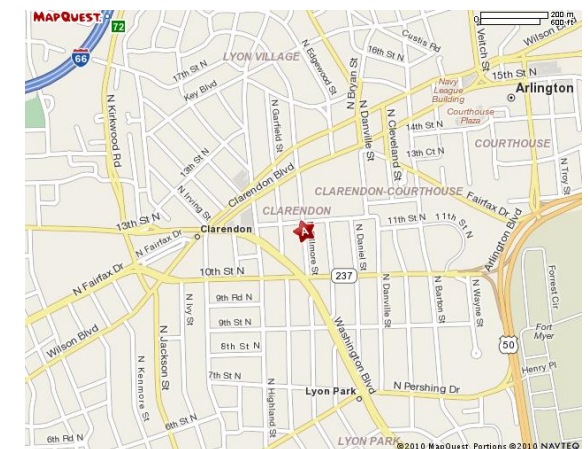 MAPQUEST.
72
66
200 m
600 ft
LYON VILLAGE
N Edgewood St
Custis Rd
16th St N
N Veitch St
Wilson Blv
15th St N
Navy
League
Building
Arlington
Courthouse
Plaza
17th St N
Key Blvd
N Kirkwood Rd
N Garfield St
N Bryan St
N Danville St
N Cleveland St
14th St N
13th Ct N
COURTHOUSE
N Troy St
13th St N
N Irving St
Clarendon Blvd
CLARENDON-COURTHOUSE
Fairfax Dr
CLARENDON
13th St N
Clarendon
A
11th St N
11th St N
Arlington Blvd
N Fairfax Dr
N Fairfax Dr
10th St N
237
N Daniel St
N Danville St
N Barton St
N Wayne St
Forrest Cir
9th Rd N
9th St N
8th St N
7th St N
N Ivy St
N Jackson St
N Kenmore St
Wilson Blvd
N Highland St
Washington Blvd
Fort
Myer
50
Henry Pl
Lyon Park
N Pershing Dr
6th Rd N
6th St N
LYON PARK
©2010 MapQuest Portions ©2010 NAVTEQ